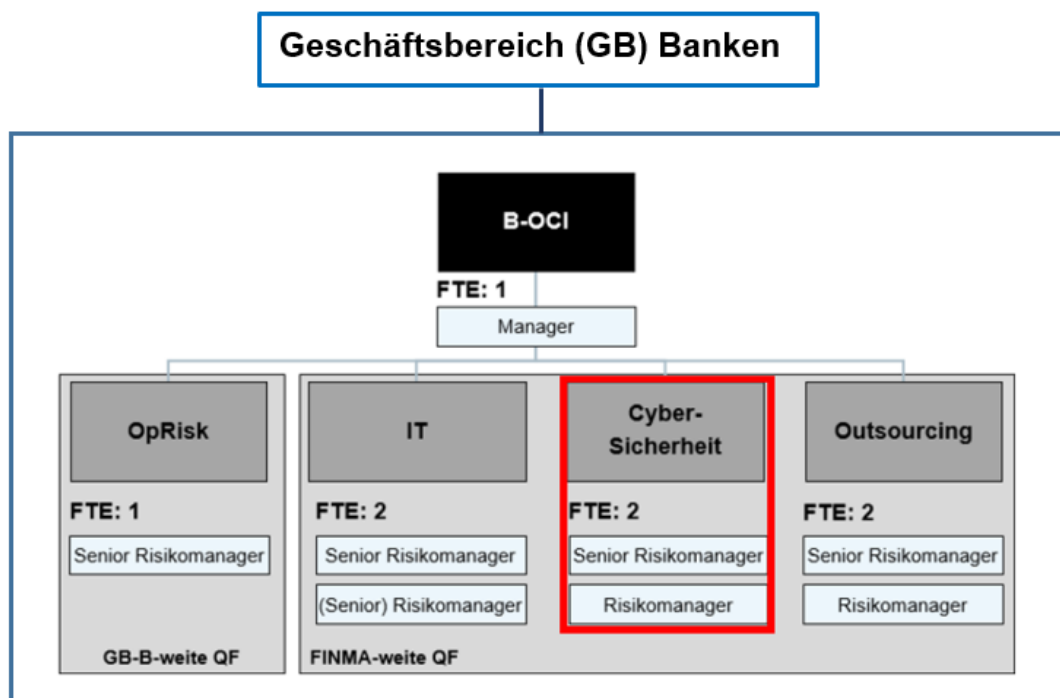 Geschäftsbereich (GB) Banken
B-OCI
FTE: 1
Manager
OpRisk
FTE: 1
Senior Risikomanager
GB-B-weite QF
IT
FTE: 2
Senior Risikomanager
(Senior) Risikomanager
Cyber-
Sicherheit
FTE: 2
Senior Risikomanager
Risikomanager
Outsourcing
FTE: 2
Senior Risikomanager
Risikomanager
FINMA-weite QF